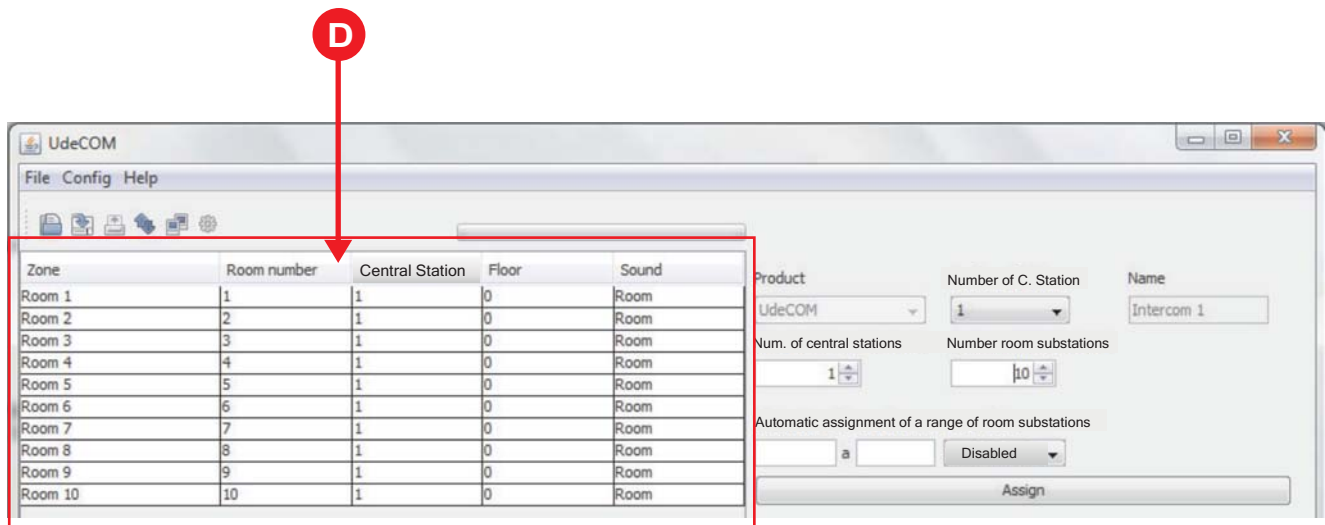 D
UdeCOM
File Config Help
Zone Room number Central Station Floor Sound
Room 1 1 1 0 Room
Room 2 2 1 0 Room
Room 3 3 1 0 Room
Room 4 4 1 0 Room
Room 5 5 1 0 Room
Room 6 6 1 0 Room
Room 7 7 1 0 Room
Room 8 8 1 0 Room
Room 9 9 1 0 Room
Room 10 10 1 0 Room
Product Number of C. Station Name
UdeCOM 1 Intercom 1
Num. of central stations Number room substations
1 10
Automatic assignment of a range of room substations
a Disabled
Assign